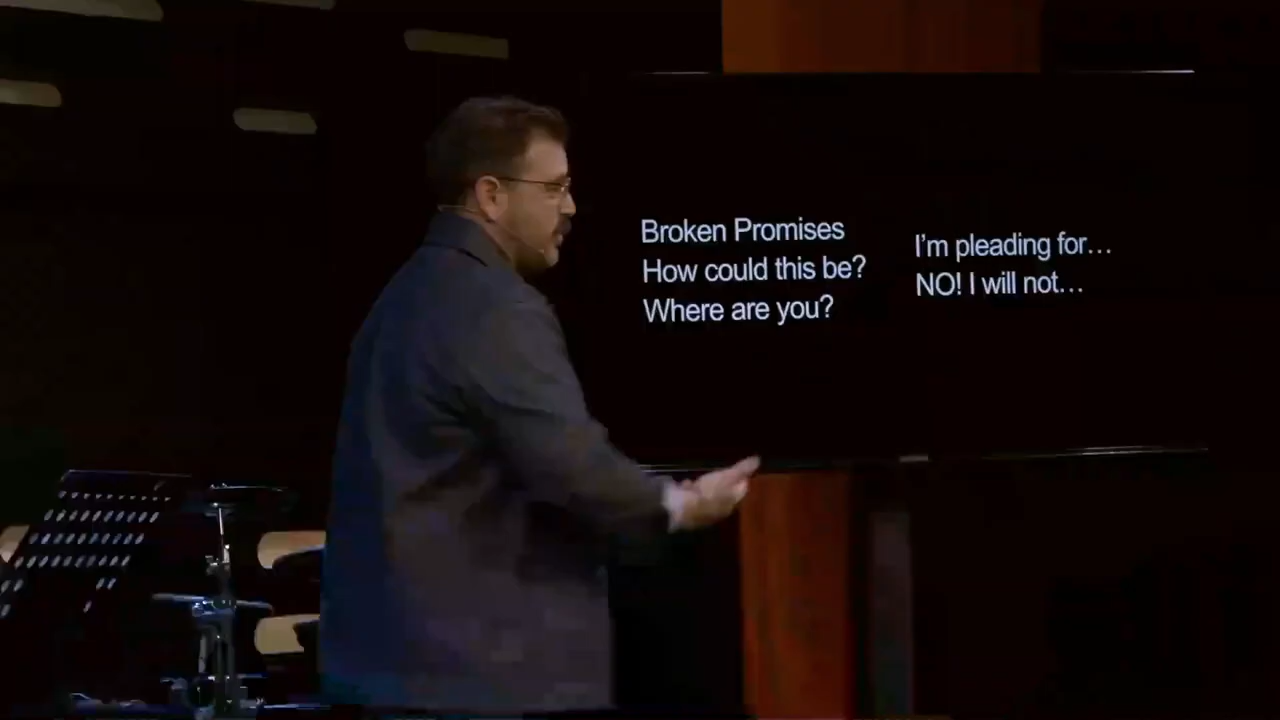 Broken Promises
How could this be?
Where are you?
I'm pleading for…
NO! I will not…